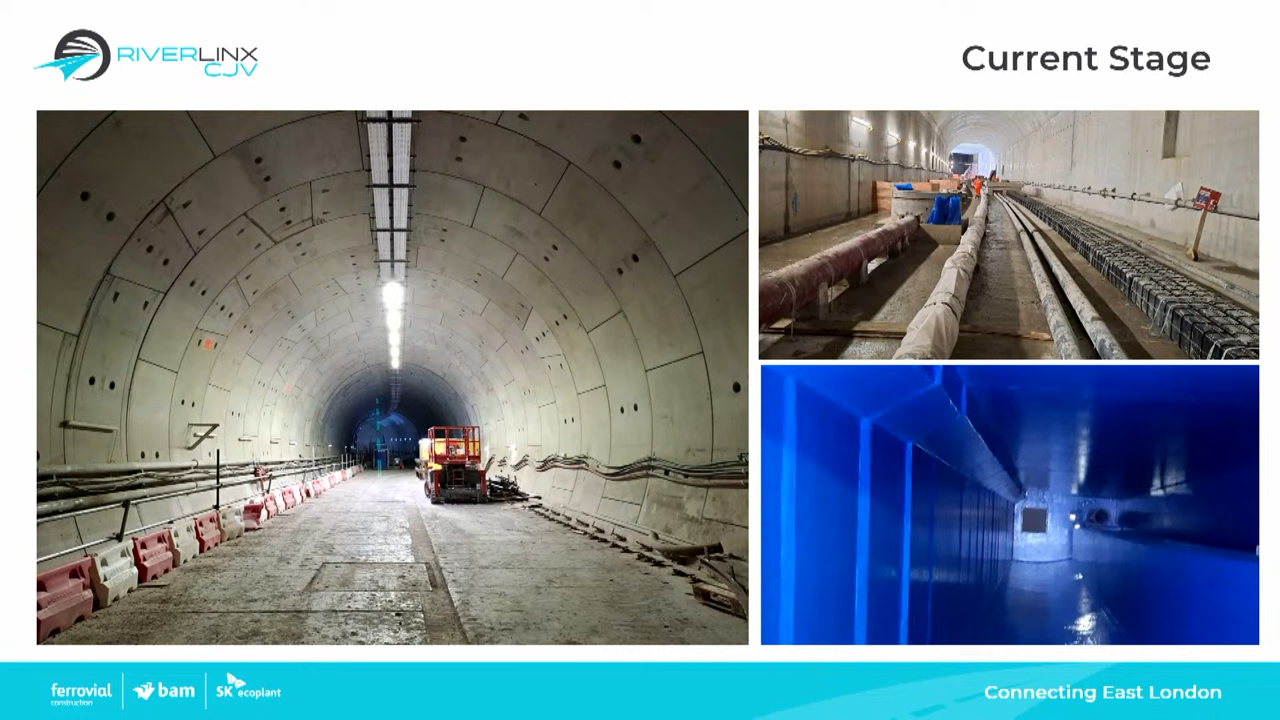 RIVERLINX
CJV
Current Stage
ferrovial
construction
bam
SK ecoplant
Connecting East London